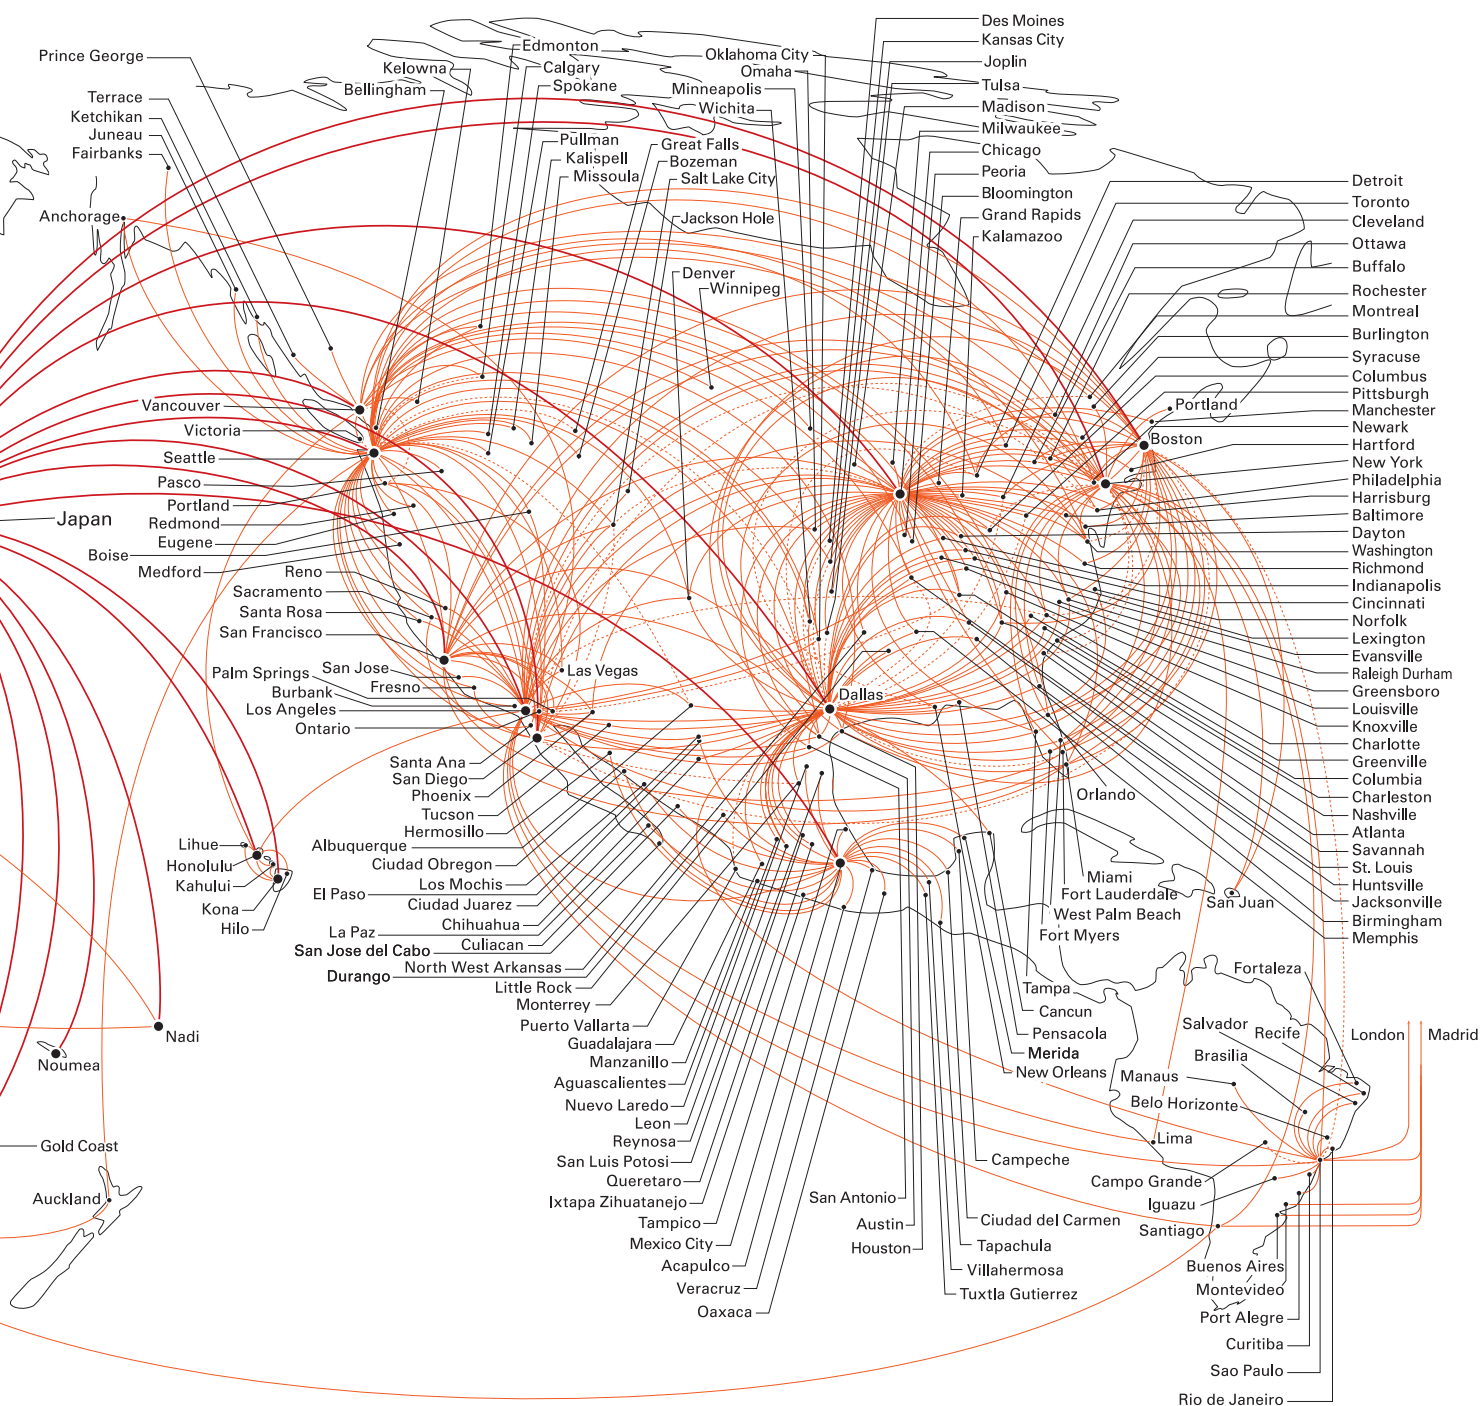 Prince George
Terrace
Ketchikan
Juneau
Fairbanks
Anchorage
Kelowna
Bellingham
Edmonton
Calgary
Spokane
Pullman
Kalispell
Missoula
Great Falls
Bozeman
Salt Lake City
Jackson Hole
Denver
Winnipeg
Oklahoma City
Omaha
Minneapolis
Wichita
Des Moines
Kansas City
Joplin
Tulsa
Madison
Milwaukee
Chicago
Peoria
Bloomington
Grand Rapids
Kalamazoo
Detroit
Toronto
Cleveland
Ottawa
Buffalo
Rochester
Montreal
Burlington
Syracuse
Columbus
Pittsburgh
Portland
Manchester
Newark
Boston
Hartford
New York
Philadelphia
Harrisburg
Baltimore
Dayton
Washington
Richmond
Indianapolis
Cincinnati
Norfolk
Lexington
Evansville
Raleigh Durham
Greensboro
Louisville
Knoxville
Charlotte
Greenville
Columbia
Charleston
Nashville
Atlanta
Savannah
St. Louis
Huntsville
Jacksonville
Birmingham
Memphis
Vancouver
Victoria
Seattle
Pasco
Portland
Japan
Redmond
Eugene
Boise
Medford
Reno
Sacramento
Santa Rosa
San Francisco
San Jose
Palm Springs
Fresno
Burbank
Los Angeles
Ontario
Las Vegas
Dallas
Santa Ana
San Diego
Phoenix
Tucson
Hermosillo
Albuquerque
Ciudad Obregon
Los Mochis
El Paso
Ciudad Juarez
Chihuahua
La Paz
Culiacan
San Jose del Cabo
North West Arkansas
Durango
Little Rock
Monterrey
Puerto Vallarta
Guadalajara
Manzanillo
Aguascalientes
Nuevo Laredo
Leon
Reynosa
San Luis Potosi
Queretaro
Ixtapa Zihuatanejo
Tampico
Mexico City
Acapulco
Veracruz
Oaxaca
San Antonio
Austin
Houston
Lihue
Honolulu
Kahului
Kona
Hilo
Nadi
Noumea
Gold Coast
Auckland
Orlando
Miami
Fort Lauderdale
West Palm Beach
Fort Myers
Tampa
Cancun
Pensacola
Merida
New Orleans
Campeche
Ciudad del Carmen
Tapachula
Villahermosa
Tuxtla Gutierrez
San Juan
Fortaleza
Salvador
Recife
Brasilia
Manaus
Belo Horizonte
Lima
London
Madrid
Campo Grande
Iguazu
Santiago
Buenos Aires
Montevideo
Port Alegre
Curitiba
Sao Paulo
Rio de Janeiro